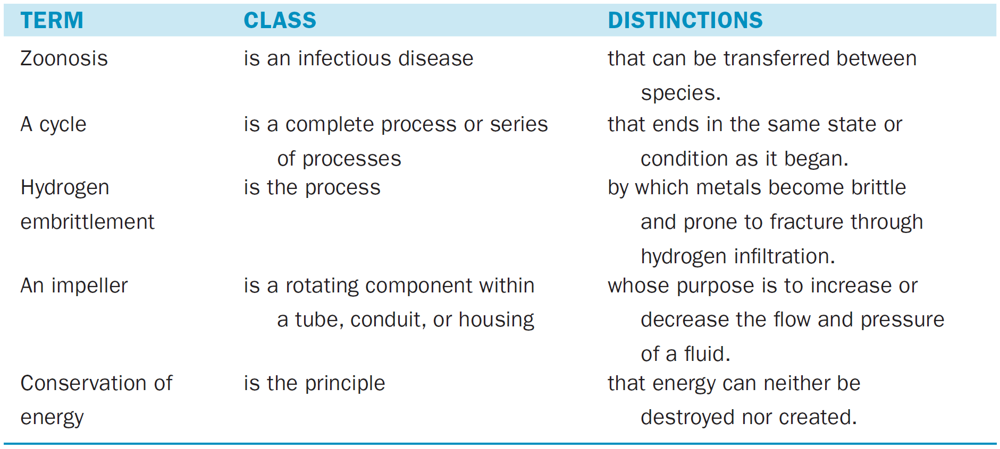 TERM CLASS DISTINCTIONS
Zoonosis is an infectious disease that can be transferred between
species.
A cycle is a complete process or series that ends in the same state or
of processes condition as it began.
Hydrogen is the process by which metals become brittle
embrittlement and prone to fracture through
hydrogen infiltration.
An impeller is a rotating component within whose purpose is to increase or
a tube, conduit, or housing decrease the flow and pressure
of a fluid.
Conservation of is the principle that energy can neither be
energy destroyed nor created.